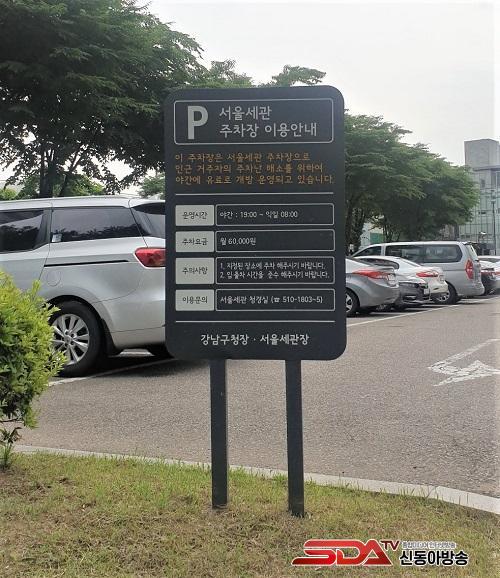 P 서울세관
주차장 이용안내
이 주차장은 서울세관 주차장으로
인근 거주자의 주차난 해소를 위하여
야간에 유료로 개방 운영되고 있습니다.
운영시간 야간 : 19:00 ~ 익일 08:00
주차요금 월 60,000원
주의사항 1. 지정된 장소에 주차 해주시기 바랍니다.
2. 입·출차 시간을 준수 해주시기 바랍니다.
이용문의 서울세관 청경실 (☎ 510-1803~5)
강남구청장 · 서울세관장
SDATV 신동아방송